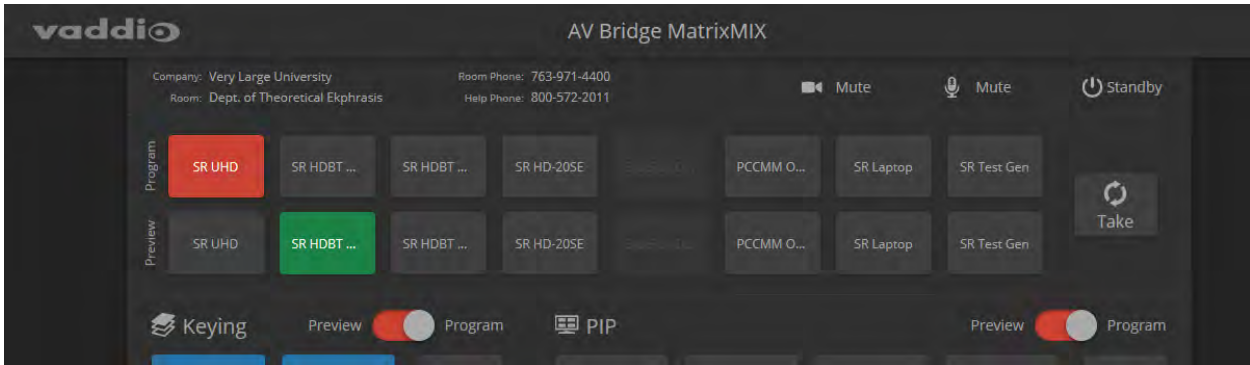 vaddio
AV Bridge MatrixMIX
Company: Very Large University
Room: Dept. of Theoretical Ekphrasis
Room Phone: 763-971-4400
Help Phone: 800-572-2011
Mute
Mute
Standby
Program
SR UHD
SR HDBT ...
SR HDBT ...
SR HD-20SE
PCCMM O...
SR Laptop
SR Test Gen
Take
Preview
SR UHD
SR HDBT ...
SR HDBT ...
SR HD-20SE
PCCMM O...
SR Laptop
SR Test Gen
Keying
Preview
Program
PIP
Preview
Program